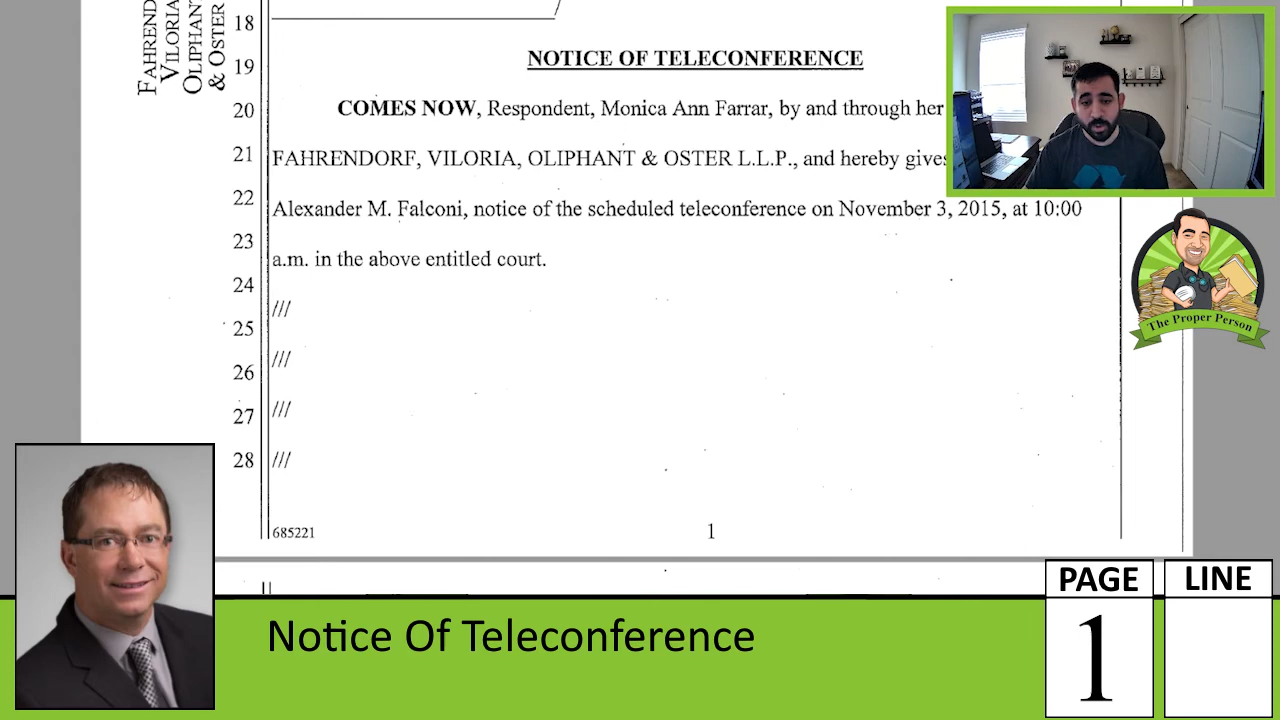 FAHREND
VILORIA
OLIPHANT
& OSTER
18
19
NOTICE OF TELECONFERENCE
20
COMES NOW, Respondent, Monica Ann Farrar, by and through her
21
FAHRENDORF, VILORIA, OLIPHANT & OSTER L.L.P., and hereby gives
22
Alexander M. Falconi, notice of the scheduled teleconference on November 3, 2015, at 10:00
23
a.m. in the above entitled court.
24
///
25
///
26
///
27
///
28
685221
1
The Proper Person
Notice Of Teleconference
PAGE
1
LINE